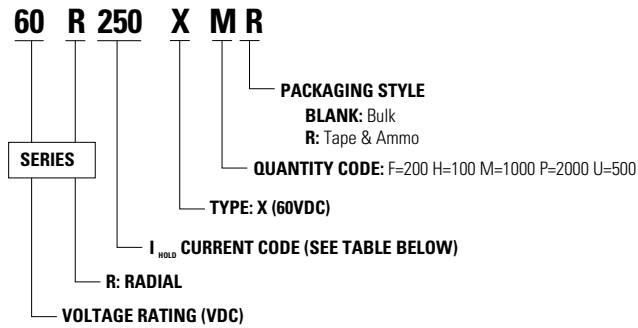 60 R 250 X M R
PACKAGING STYLE
BLANK: Bulk
R: Tape & Ammo
SERIES
QUANTITY CODE: F=200 H=100 M=1000 P=2000 U=500
TYPE: X (60VDC)
I HOLD CURRENT CODE (SEE TABLE BELOW)
R: RADIAL
VOLTAGE RATING (VDC)